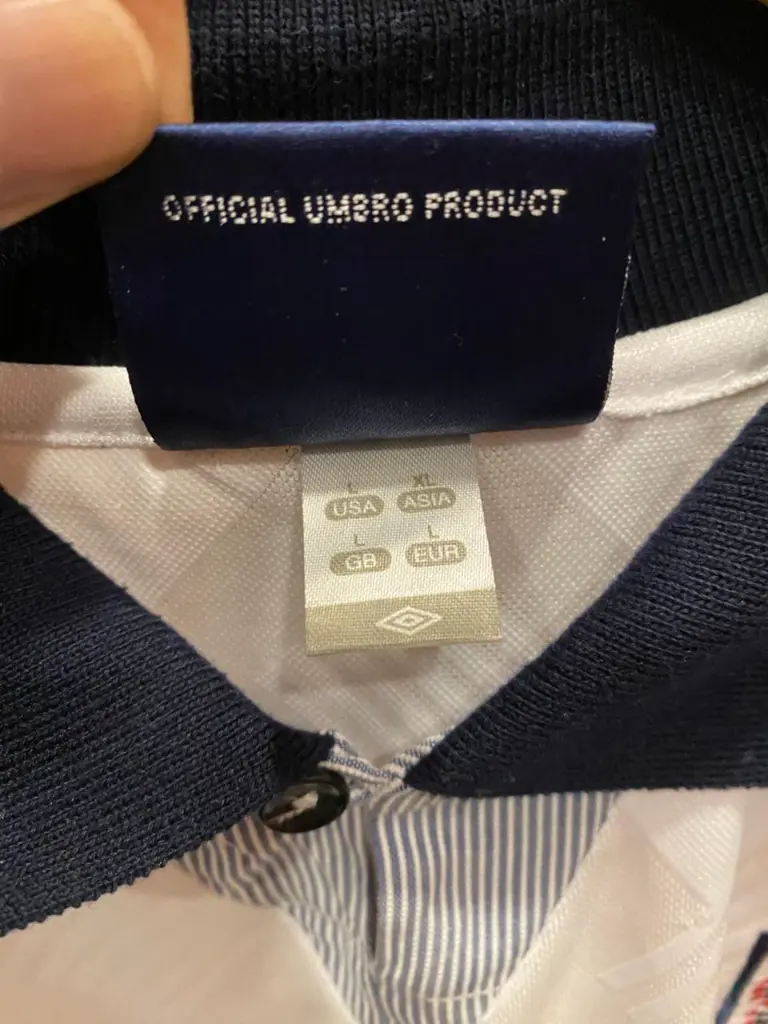 OFFICIAL UMBRO PRODUCT
L XL
USA ASIA
L L
GB EUR